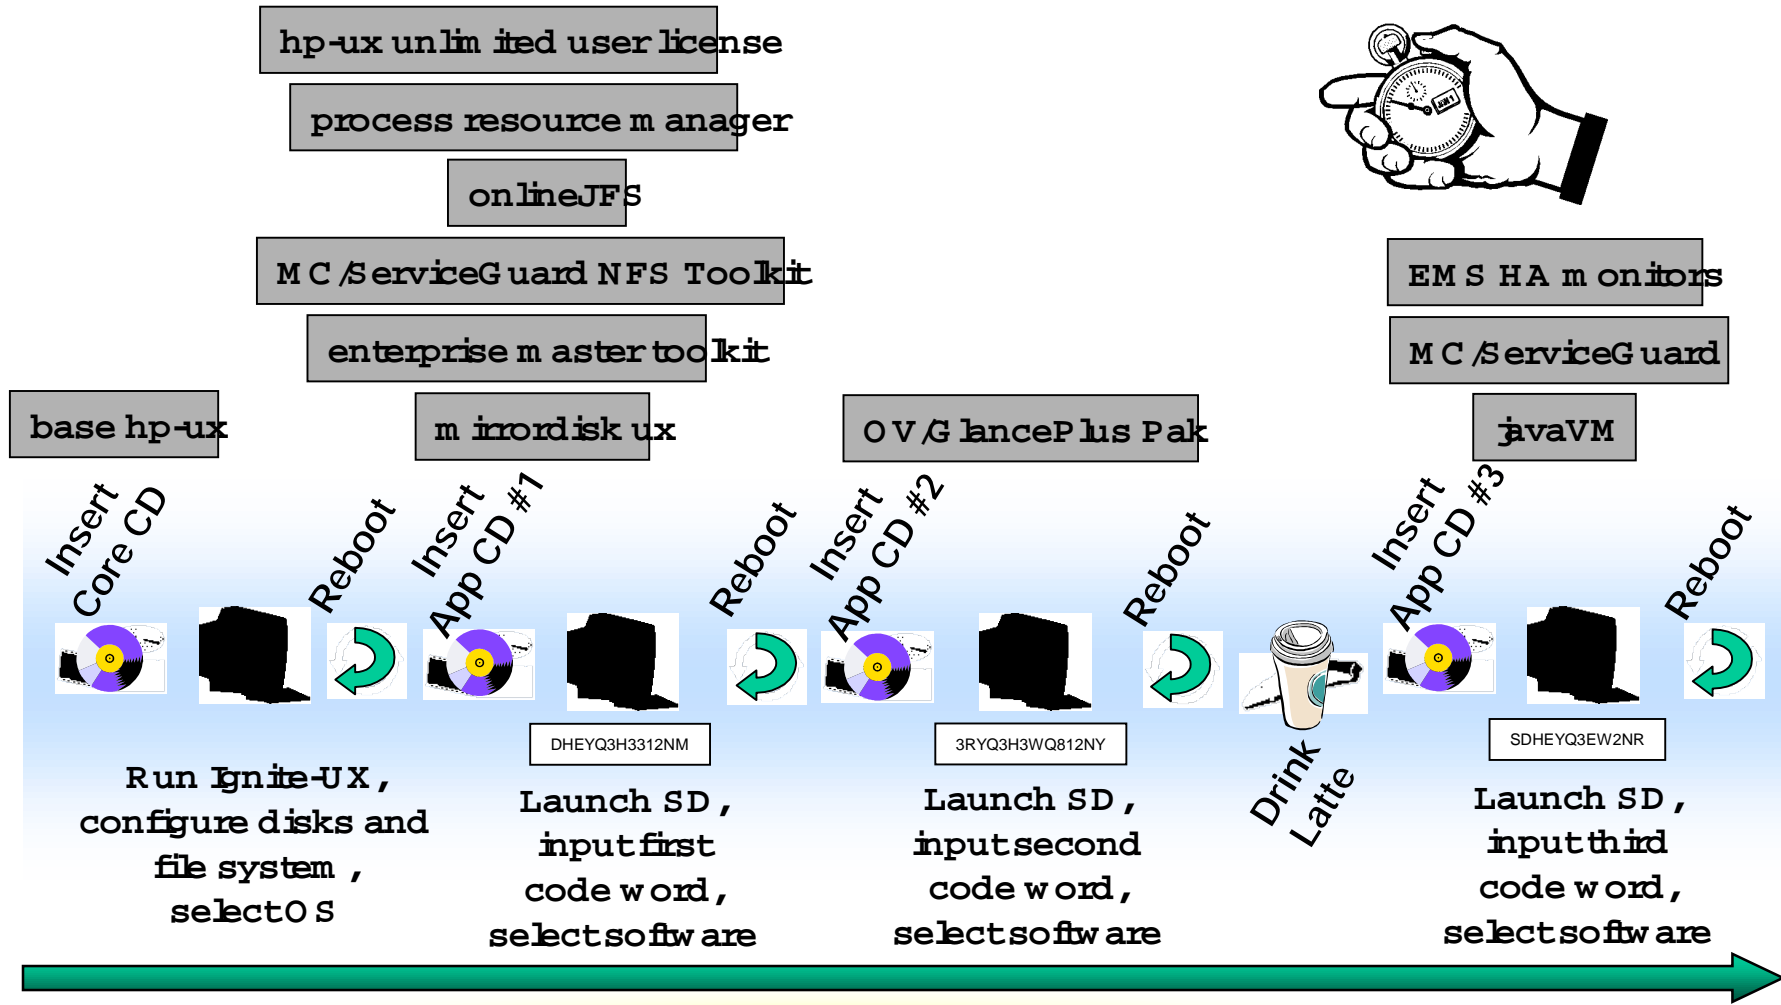 hp-ux unlimited user license
process resource manager
onlineJFS
MC/ServiceGuard NFS Toolkit
enterprise master toolkit
mirrordisk ux
base hp-ux
OV/GlancePlus Pak
EMS HA monitors
MC/ServiceGuard
javaVM
Insert
Core CD
Reboot
Insert
App CD #1
Reboot
Insert
App CD #2
Reboot
Drink
Latte
Insert
App CD #3
Reboot
DHEYQ3H3312NM
3RYQ3H3WQ812NY
SDHEYQ3EW2NR
Run Ignite-UX,
configure disks and
file system,
select OS
Launch SD,
input first
code word,
select software
Launch SD,
input second
code word,
select software
Launch SD,
input third
code word,
select software